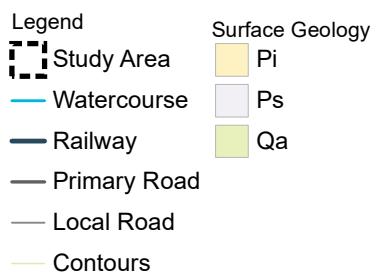 Legend
Study Area
Watercourse
Railway
Primary Road
Local Road
Contours
Surface Geology
Pi
Ps
Qa